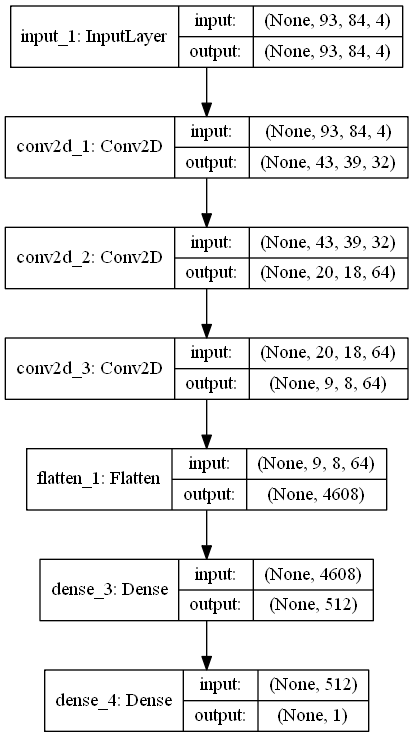 input_1: InputLayer
input: (None, 93, 84, 4)
output: (None, 93, 84, 4)
conv2d_1: Conv2D
input: (None, 93, 84, 4)
output: (None, 43, 39, 32)
conv2d_2: Conv2D
input: (None, 43, 39, 32)
output: (None, 20, 18, 64)
conv2d_3: Conv2D
input: (None, 20, 18, 64)
output: (None, 9, 8, 64)
flatten_1: Flatten
input: (None, 9, 8, 64)
output: (None, 4608)
dense_3: Dense
input: (None, 4608)
output: (None, 512)
dense_4: Dense
input: (None, 512)
output: (None, 1)